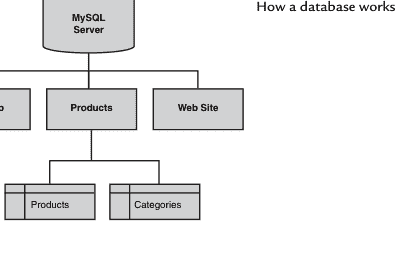 How a database works
MySQL
Server
Products
Web Site
Products
Categories